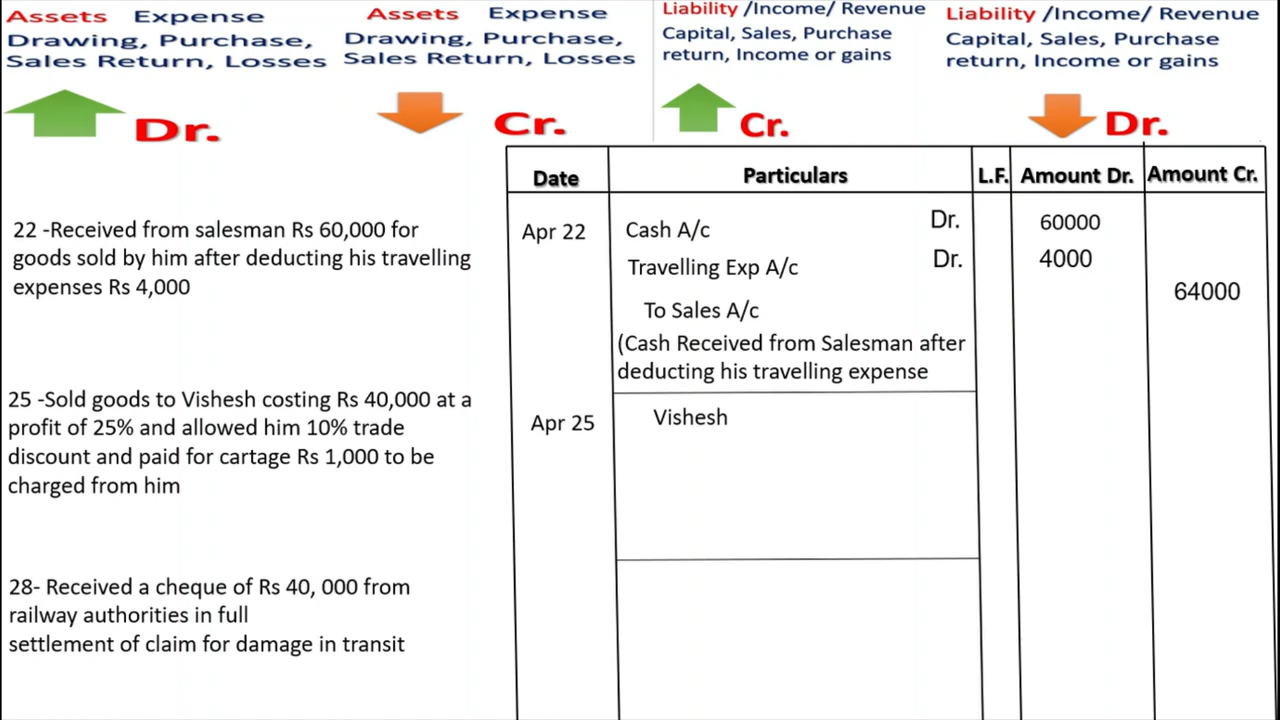 Assets Expense
Drawing, Purchase,
Sales Return, Losses
Dr.
Assets Expense
Drawing, Purchase,
Sales Return, Losses
Cr.
Liability /Income/ Revenue
Capital, Sales, Purchase
return, Income or gains
Cr.
Liability /Income/ Revenue
Capital, Sales, Purchase
return, Income or gains
Dr.
22 -Received from salesman Rs 60,000 for
goods sold by him after deducting his travelling
expenses Rs 4,000
25 -Sold goods to Vishesh costing Rs 40,000 at a
profit of 25% and allowed him 10% trade
discount and paid for cartage Rs 1,000 to be
charged from him
28- Received a cheque of Rs 40, 000 from
railway authorities in full
settlement of claim for damage in transit
Date Particulars L.F. Amount Dr. Amount Cr.
Apr 22 Cash A/c Dr. 60000
Travelling Exp A/c Dr. 4000
64000
To Sales A/c
(Cash Received from Salesman after
deducting his travelling expense
Apr 25 Vishesh